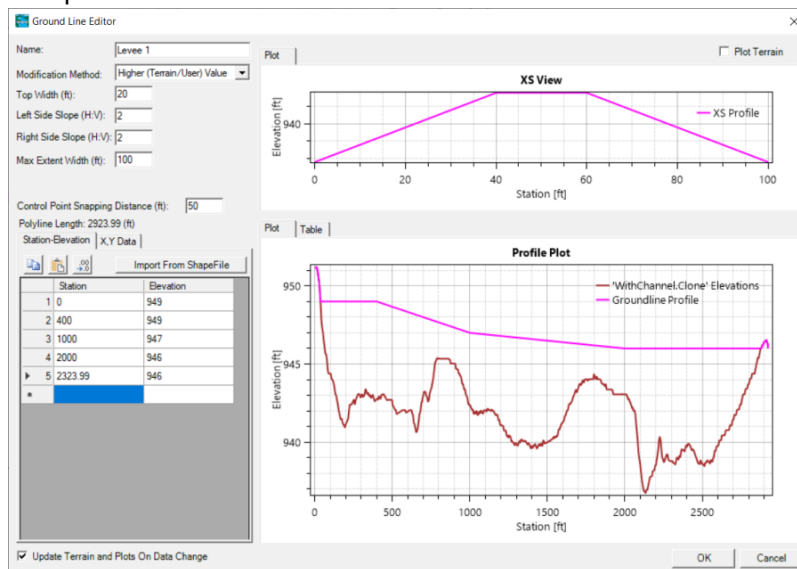 Ground Line Editor
Name: Levee 1
Modification Method: Higher (Terrain/User) Value
Top Width (ft): 20
Left Side Slope (H:V): 2
Right Side Slope (H:V): 2
Max Extent Width (ft): 100
Control Point Snapping Distance (ft): 50
Polyline Length: 2923.99 (ft)
Station-Elevation X,Y Data
Import From ShapeFile
Station Elevation
1 0 949
2 400 949
3 1000 947
4 2000 946
5 2323.99 946
Update Terrain and Plots On Data Change
Plot
Plot Terrain
XS View
XS Profile
Elevation [ft]
940
0 20 40 60 80 100
Station [ft]
Plot Table
Profile Plot
'WithChannel.Clone' Elevations
Groundline Profile
Elevation [ft]
950
945
940
0 500 1000 1500 2000 2500
Station [ft]
OK Cancel